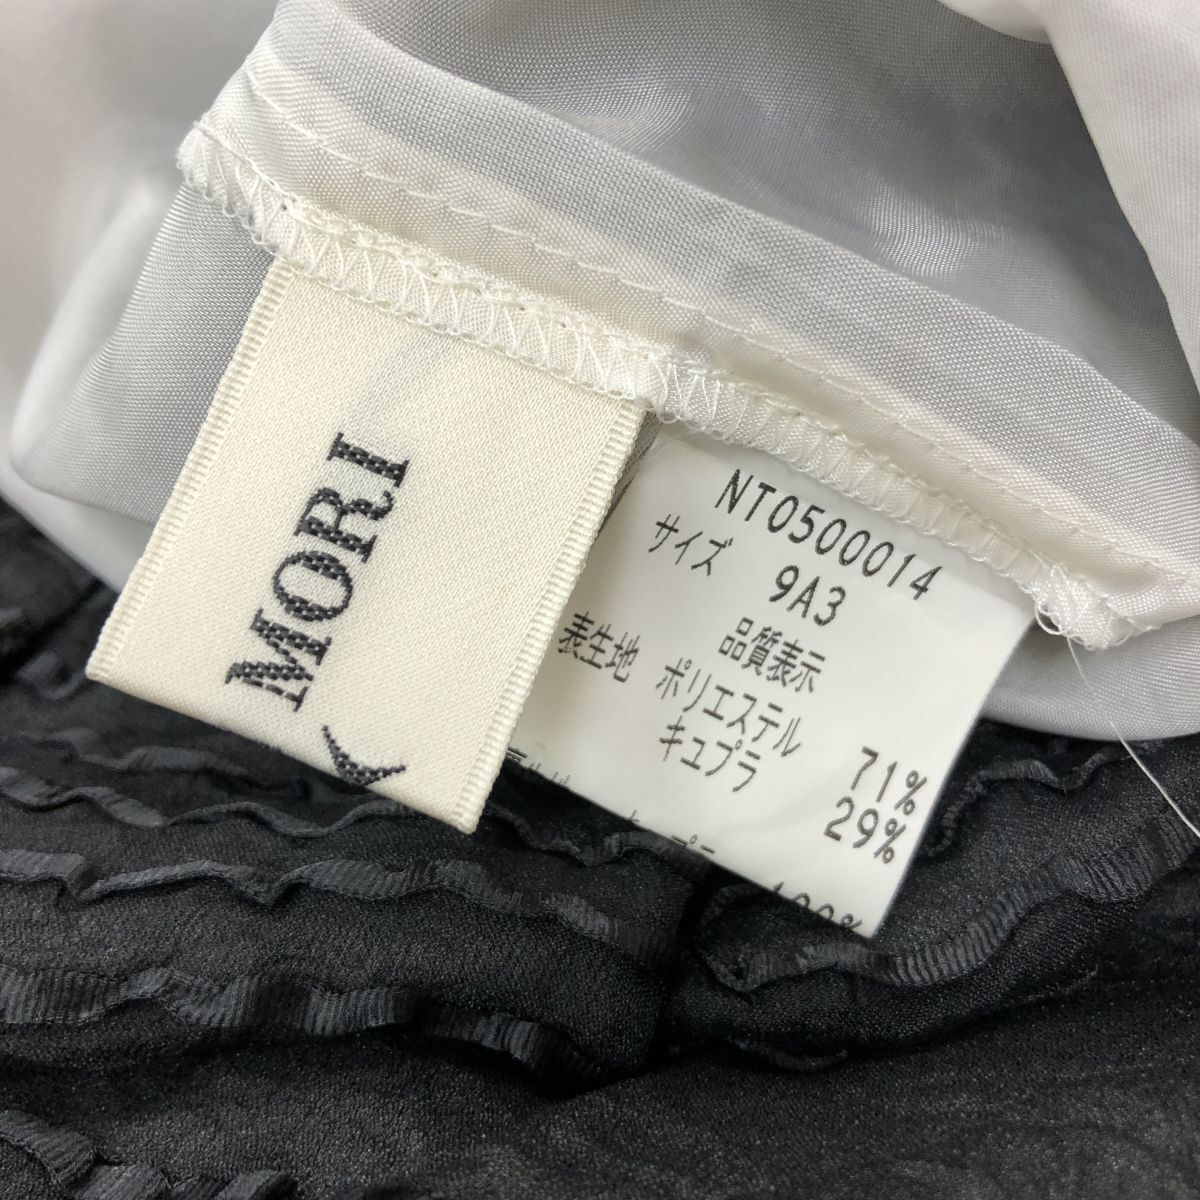 MORI
NT0500014
サイズ 9A3
品質表示
表生地 ポリエステル 71%
キュプラ 29%
100%